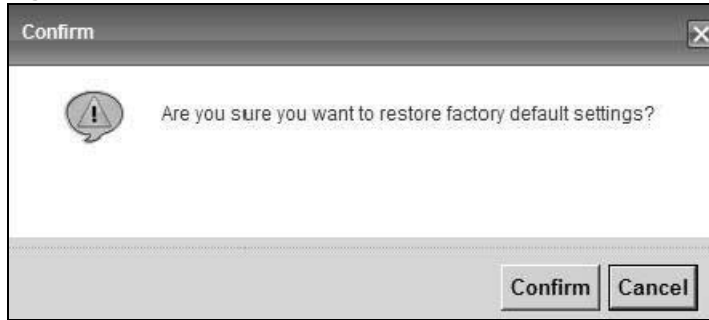 Confirm
Are you sure you want to restore factory default settings?
Confirm Cancel